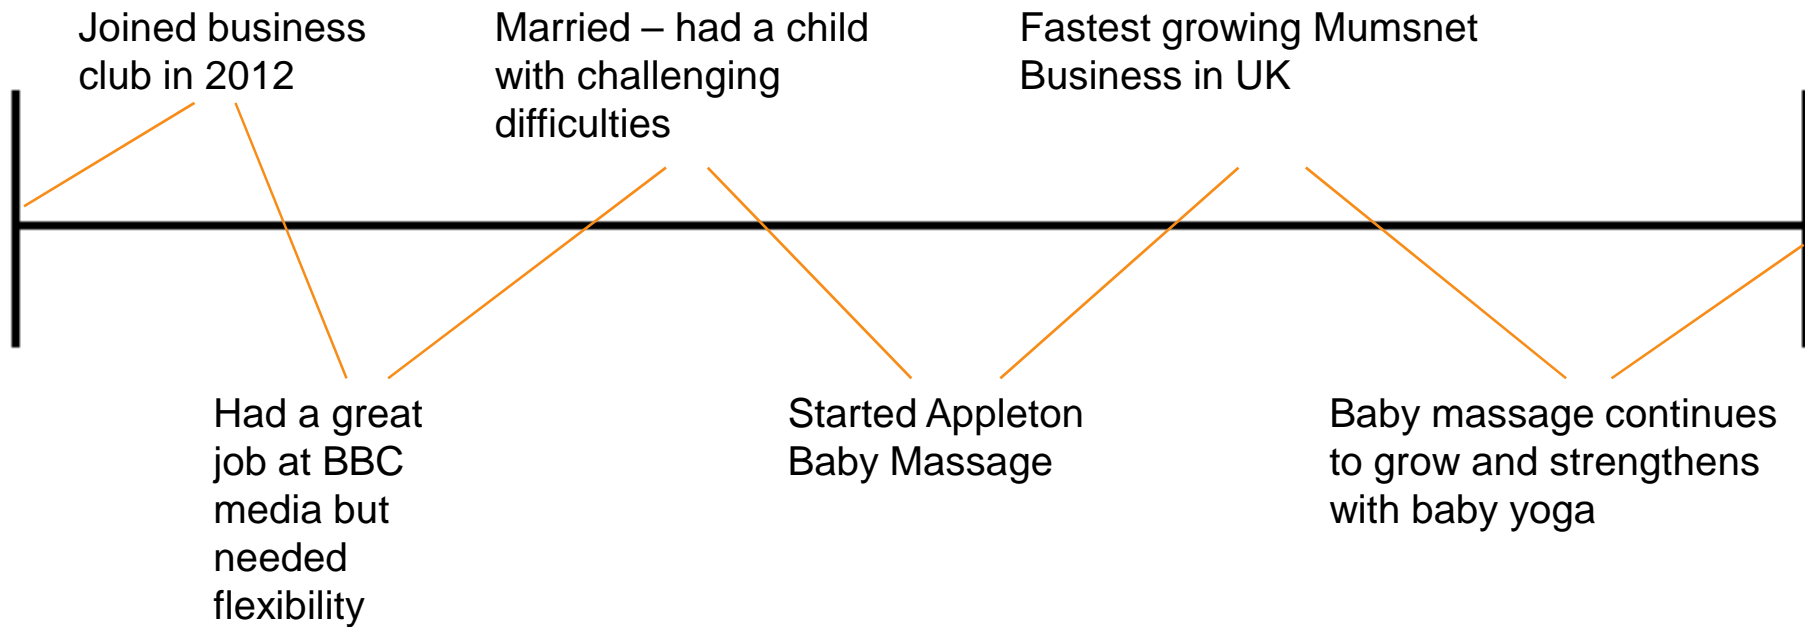 Joined business
club in 2012
Had a great
job at BBC
media but
needed
flexibility
Married – had a child
with challenging
difficulties
Started Appleton
Baby Massage
Fastest growing Mumsnet
Business in UK
Baby massage continues
to grow and strengthens
with baby yoga